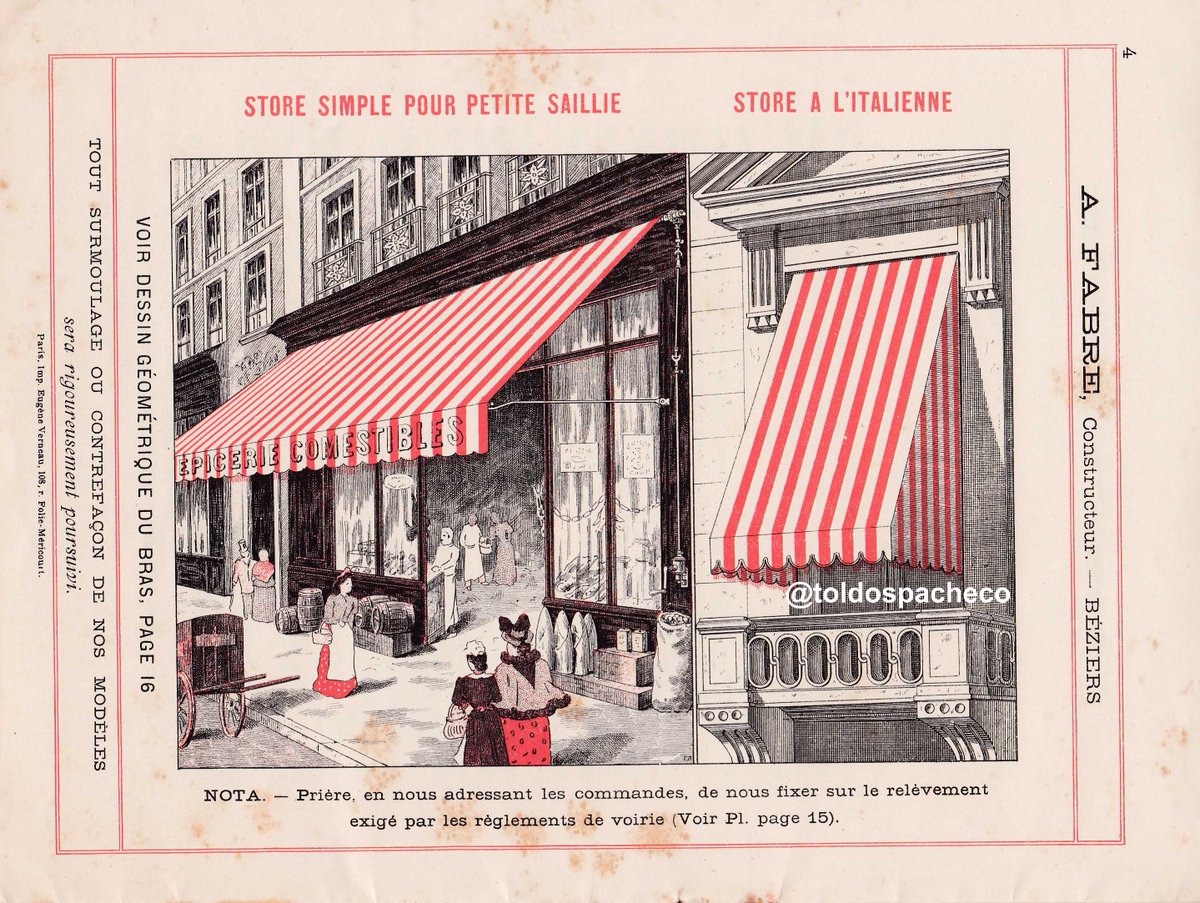 4
STORE SIMPLE POUR PETITE SAILLIE
STORE A L'ITALIENNE
TOUT SURMOULAGE OU CONTREFAÇON DE NOS MODÈLES
sera rigoureusement poursuivi.
Paris, Imp. Eugène Verneau, 108, r. Folie-Méricourt.
VOIR DESSIN GÉOMÉTRIQUE DU BRAS, PAGE 16
EPICERIE COMESTIBLES
@toldospacheco
A. FABRE, Constructeur. — BÉZIERS
NOTA. — Prière, en nous adressant les commandes, de nous fixer sur le relèvement
exigé par les règlements de voirie (Voir Pl. page 15).